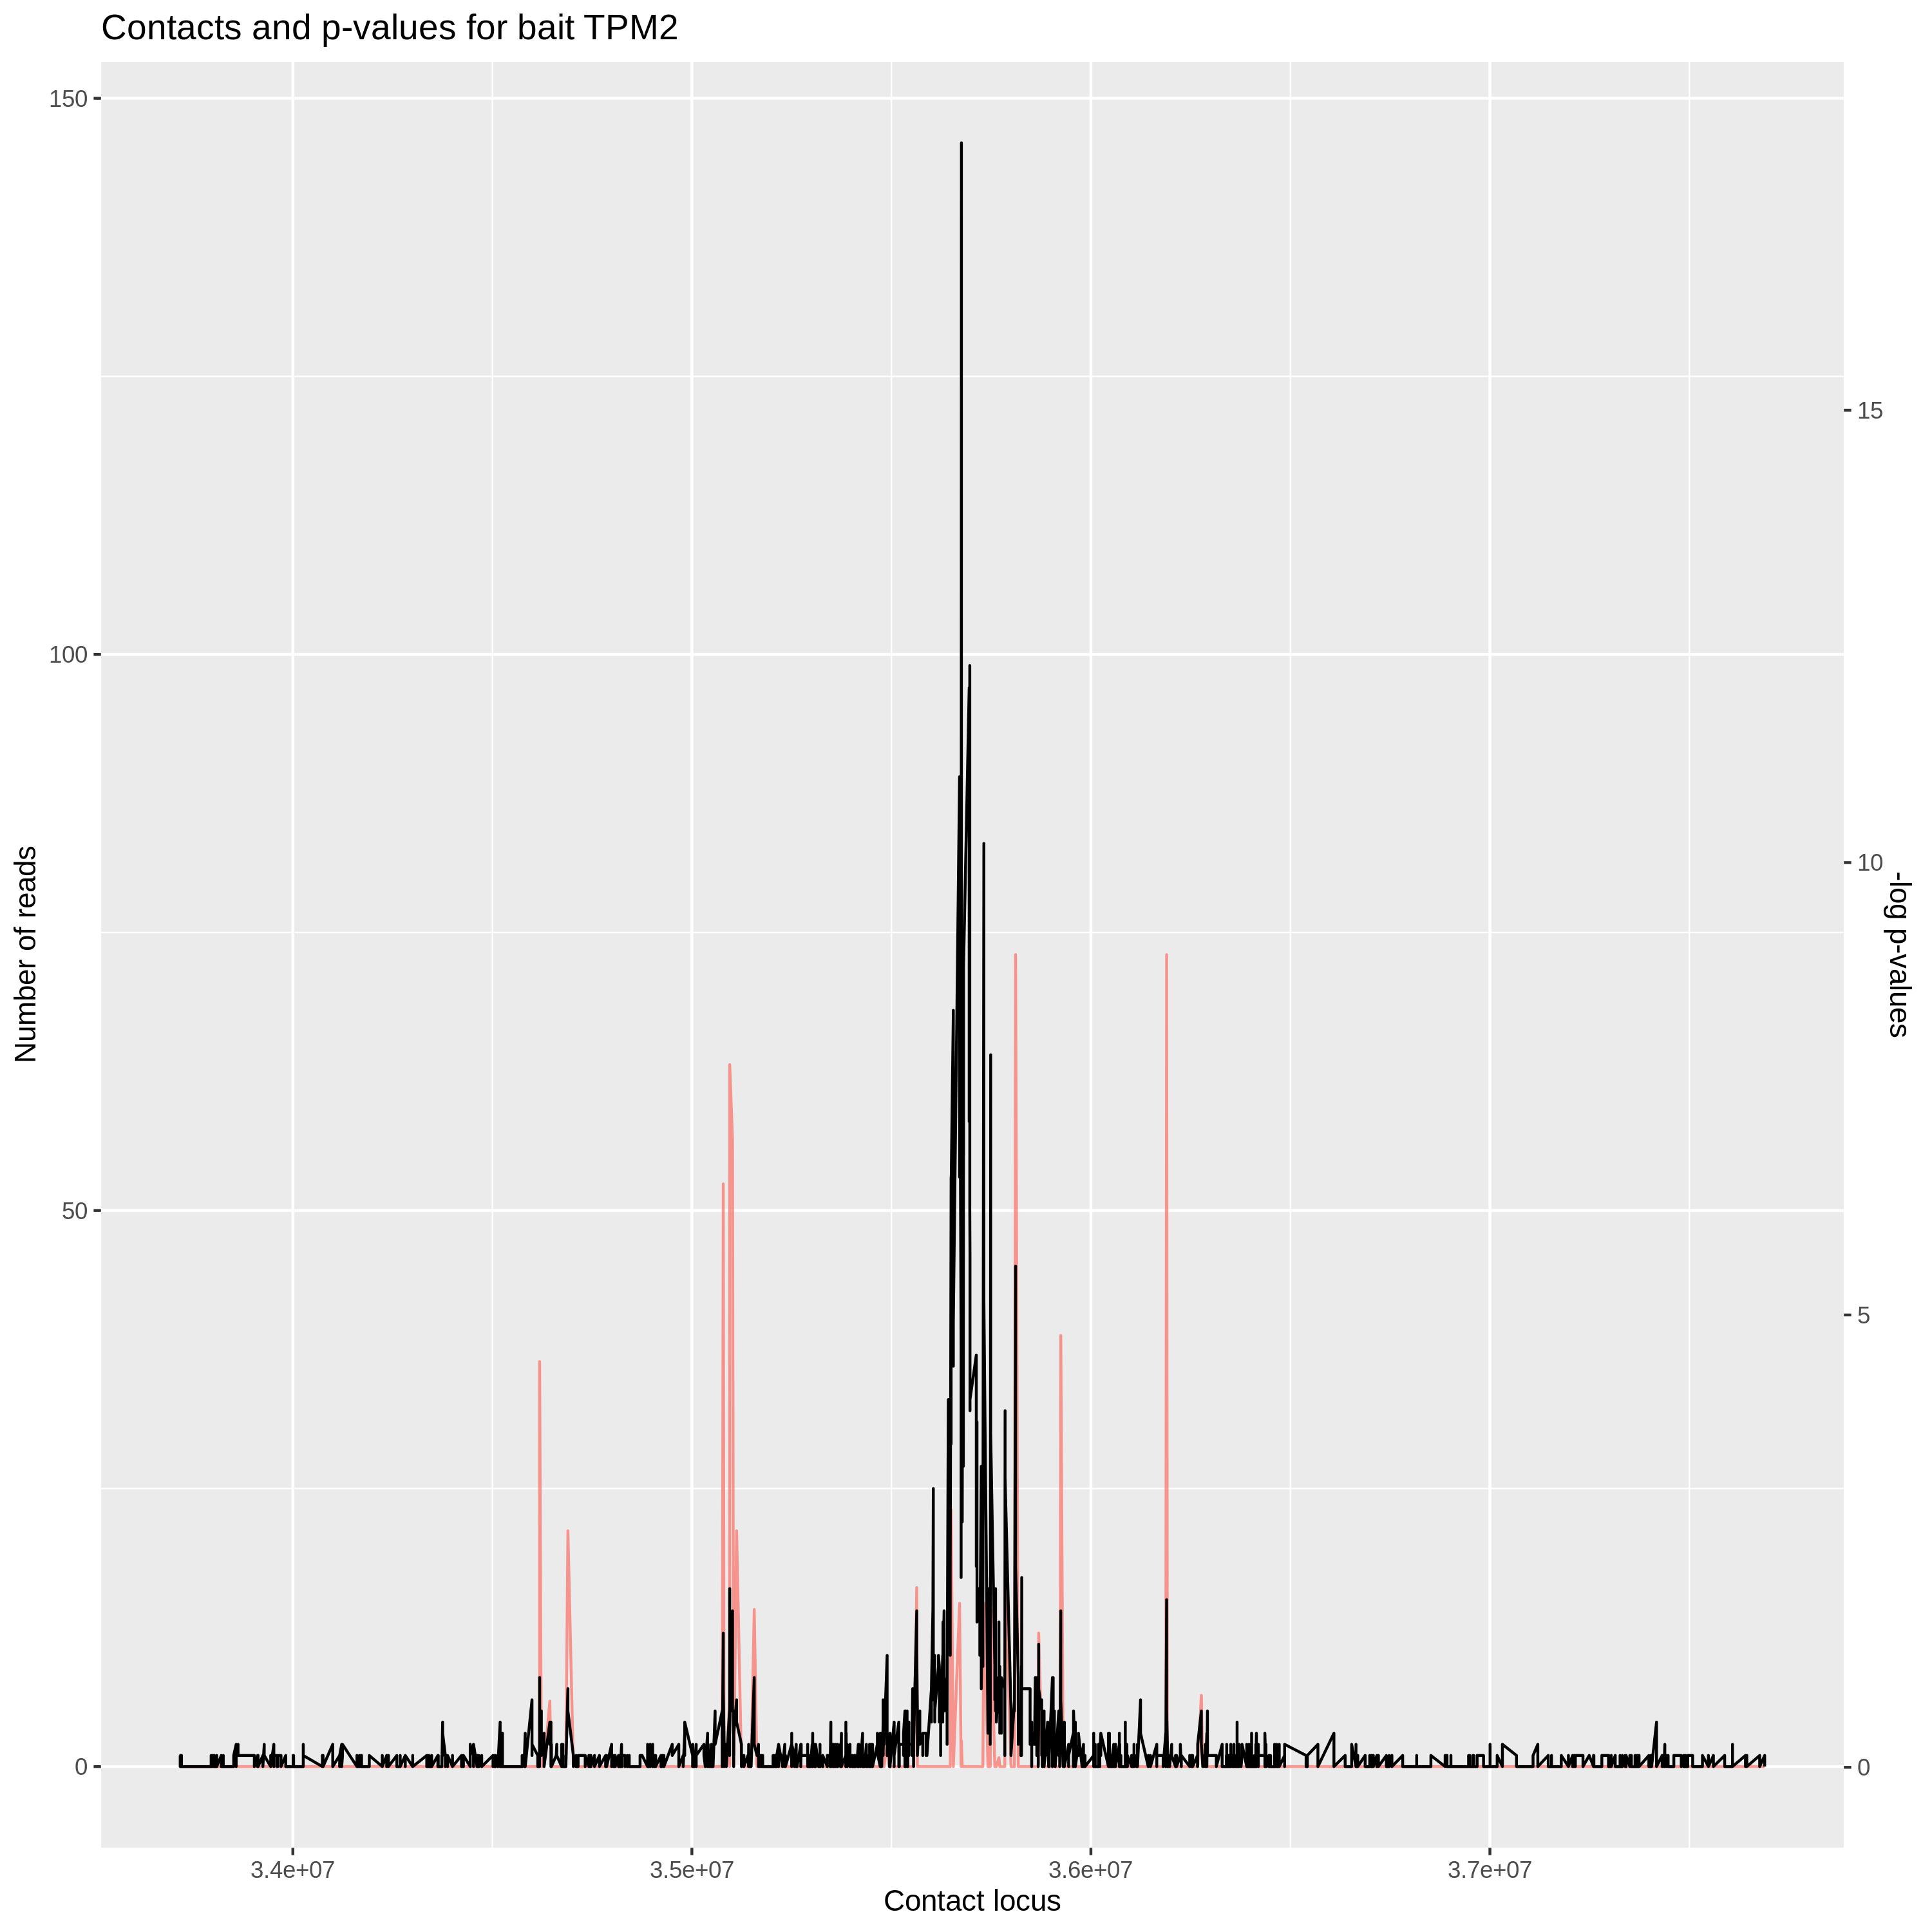 Contacts and p-values for bait TPM2
150
100
50
0
Number of reads
15
10
5
0
-log p-values
3.4e+07
3.5e+07
3.6e+07
3.7e+07
Contact locus